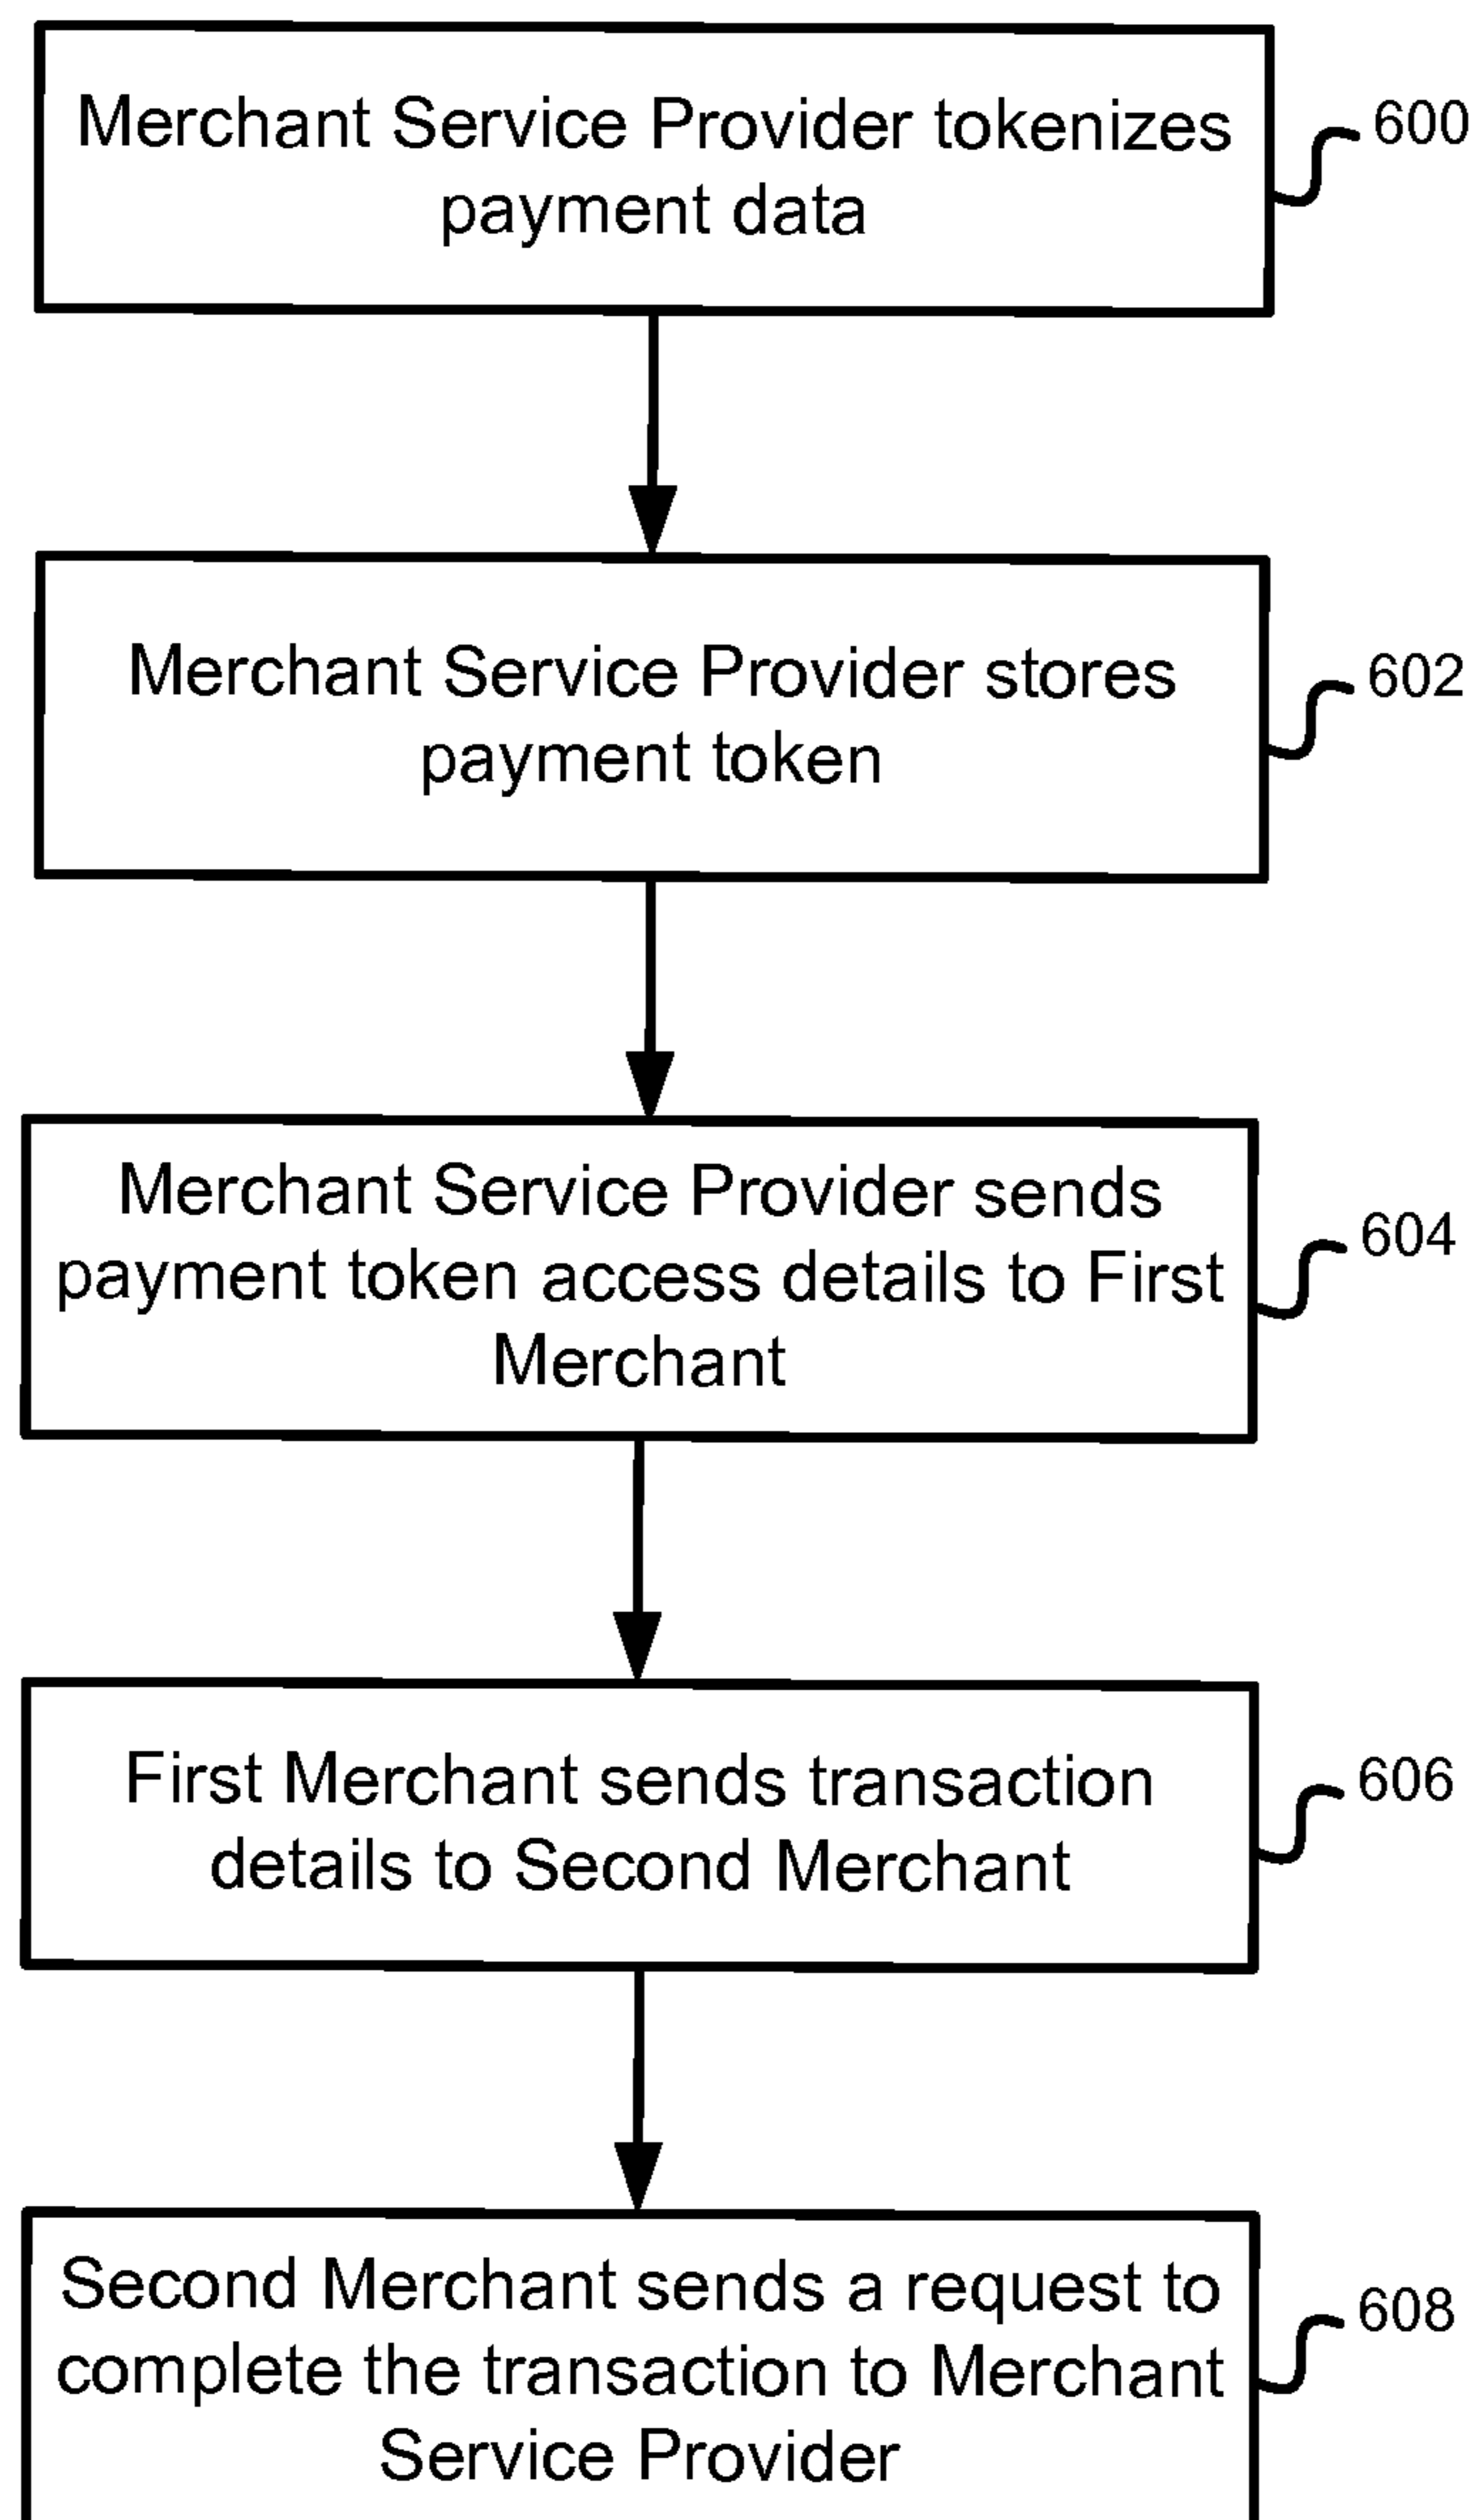 Merchant Service Provider tokenizes
payment data
600
Merchant Service Provider stores
payment token
602
Merchant Service Provider sends
payment token access details to First
Merchant
604
First Merchant sends transaction
details to Second Merchant
606
Second Merchant sends a request to
complete the transaction to Merchant
Service Provider
608